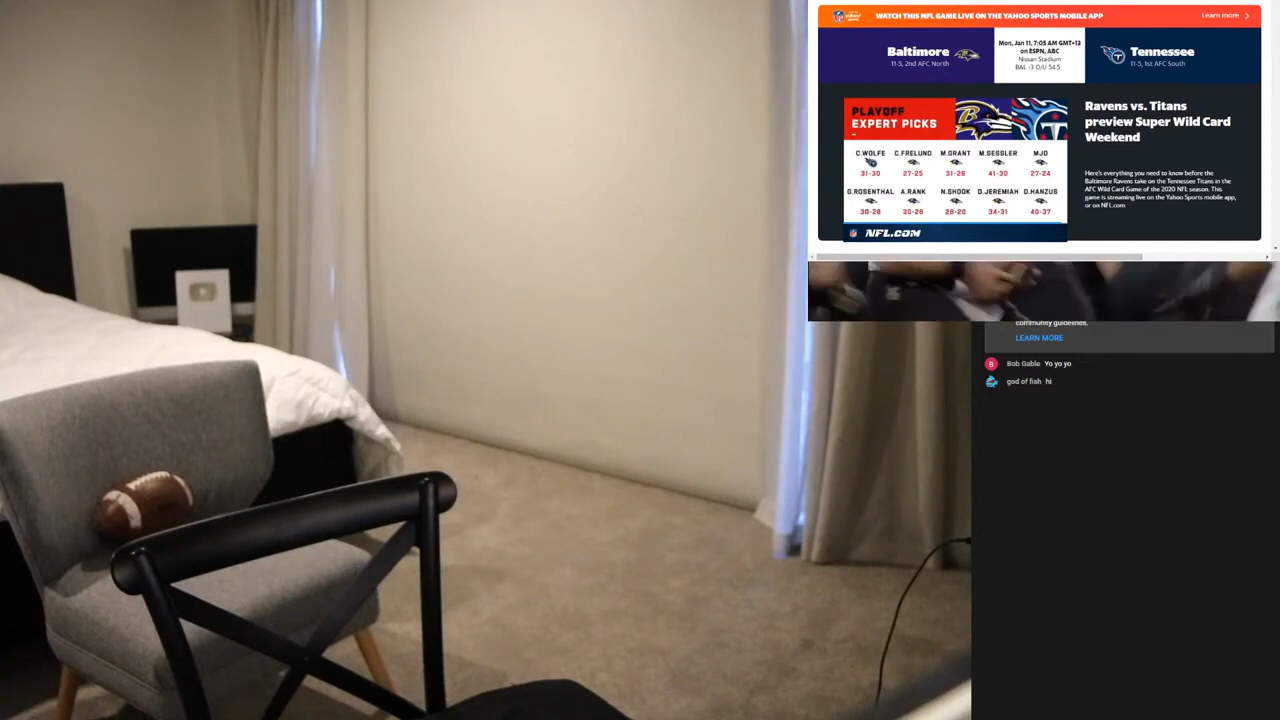 WATCH THIS NFL GAME LIVE ON THE YAHOO SPORTS MOBILE APP
Learn more
Baltimore
11-5, 2nd AFC North
Mon, Jan 11, 7:05 AM GMT+13
on ESPN, ABC
Nissan Stadium
BAL -3 O/U 54.5
Tennessee
11-5, 1st AFC South
PLAYOFF
EXPERT PICKS
C.WOLFE C.FRELUND M.GRANT M.SESSLER MJD
31-30 27-25 31-26 41-30 27-24
G.ROSENTHAL A.RANK N.SHOOK D.JEREMIAH D.HANZUS
30-28 30-26 29-20 34-31 40-37
NFL.COM
Ravens vs. Titans
preview Super Wild Card
Weekend
Here's everything you need to know before the
Baltimore Ravens take on the Tennessee Titans in the
AFC Wild Card Game of the 2020 NFL season. This
game is streaming live on the Yahoo Sports mobile app,
or on NFL.com
community guidelines.
LEARN MORE
B Bob Gable Yo yo yo
god of fish hi